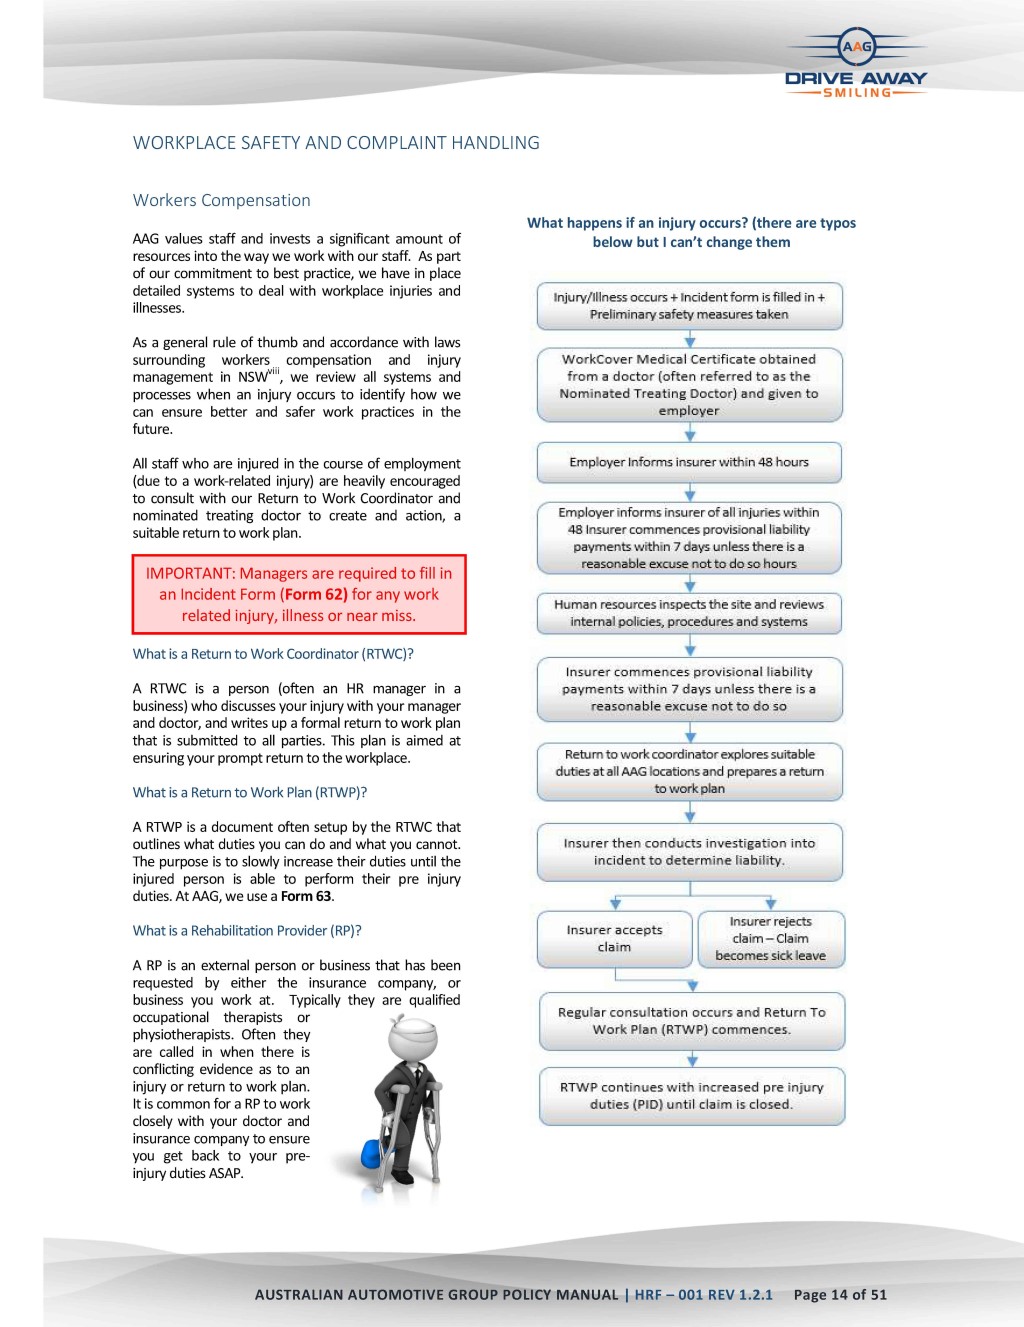 AAG
DRIVE AWAY
SMILING
WORKPLACE SAFETY AND COMPLAINT HANDLING
Workers Compensation
AAG values staff and invests a significant amount of
resources into the way we work with our staff. As part
of our commitment to best practice, we have in place
detailed systems to deal with workplace injuries and
illnesses.
As a general rule of thumb and accordance with laws
surrounding workers compensation and injury
management in NSWviii, we review all systems and
processes when an injury occurs to identify how we
can ensure better and safer work practices in the
future.
All staff who are injured in the course of employment
(due to a work-related injury) are heavily encouraged
to consult with our Return to Work Coordinator and
nominated treating doctor to create and action, a
suitable return to work plan.
IMPORTANT: Managers are required to fill in
an Incident Form (Form 62) for any work
related injury, illness or near miss.
What is a Return to Work Coordinator (RTWC)?
A RTWC is a person (often an HR manager in a
business) who discusses your injury with your manager
and doctor, and writes up a formal return to work plan
that is submitted to all parties. This plan is aimed at
ensuring your prompt return to the workplace.
What is a Return to Work Plan (RTWP)?
A RTWP is a document often setup by the RTWC that
outlines what duties you can do and what you cannot.
The purpose is to slowly increase their duties until the
injured person is able to perform their pre injury
duties. At AAG, we use a Form 63.
What is a Rehabilitation Provider (RP)?
A RP is an external person or business that has been
requested by either the insurance company, or
business you work at. Typically they are qualified
occupational therapists or
physiotherapists. Often they
are called in when there is
conflicting evidence as to an
injury or return to work plan.
It is common for a RP to work
closely with your doctor and
insurance company to ensure
you get back to your pre-
injury duties ASAP.
What happens if an injury occurs? (there are typos
below but I can't change them
Injury/Illness occurs + Incident form is filled in +
Preliminary safety measures taken
WorkCover Medical Certificate obtained
from a doctor (often referred to as the
Nominated Treating Doctor) and given to
employer
Employer Informs insurer within 48 hours
Employer informs insurer of all injuries within
48 Insurer commences provisional liability
payments within 7 days unless there is a
reasonable excuse not to do so hours
Human resources inspects the site and reviews
internal policies, procedures and systems
Insurer commences provisional liability
payments within 7 days unless there is a
reasonable excuse not to do so
Return to work coordinator explores suitable
duties at all AAG locations and prepares a return
to work plan
Insurer then conducts investigation into
incident to determine liability.
Insurer accepts
claim
Insurer rejects
claim – Claim
becomes sick leave
Regular consultation occurs and Return To
Work Plan (RTWP) commences.
RTWP continues with increased pre injury
duties (PID) until claim is closed.
AUSTRALIAN AUTOMOTIVE GROUP POLICY MANUAL | HRF – 001 REV 1.2.1 Page 14 of 51